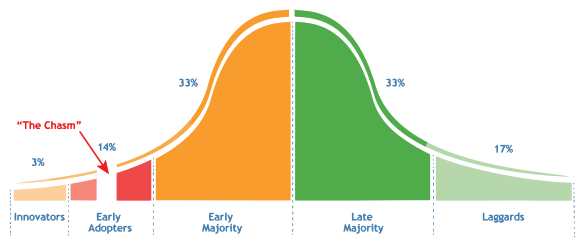 33%
33%
“The Chasm”
14%
17%
3%
Innovators
Early
Adopters
Early
Majority
Late
Majority
Laggards